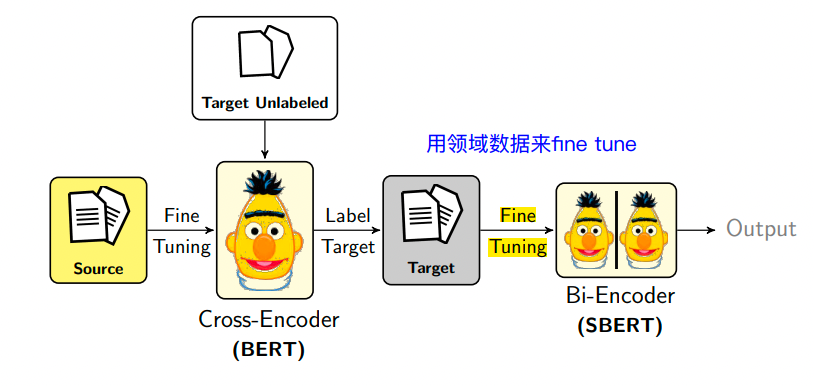 Target Unlabeled
用领域数据来fine tune
Source
Fine
Tuning
Label
Target
Target
Fine
Tuning
Output
Cross-Encoder
(BERT)
Bi-Encoder
(SBERT)